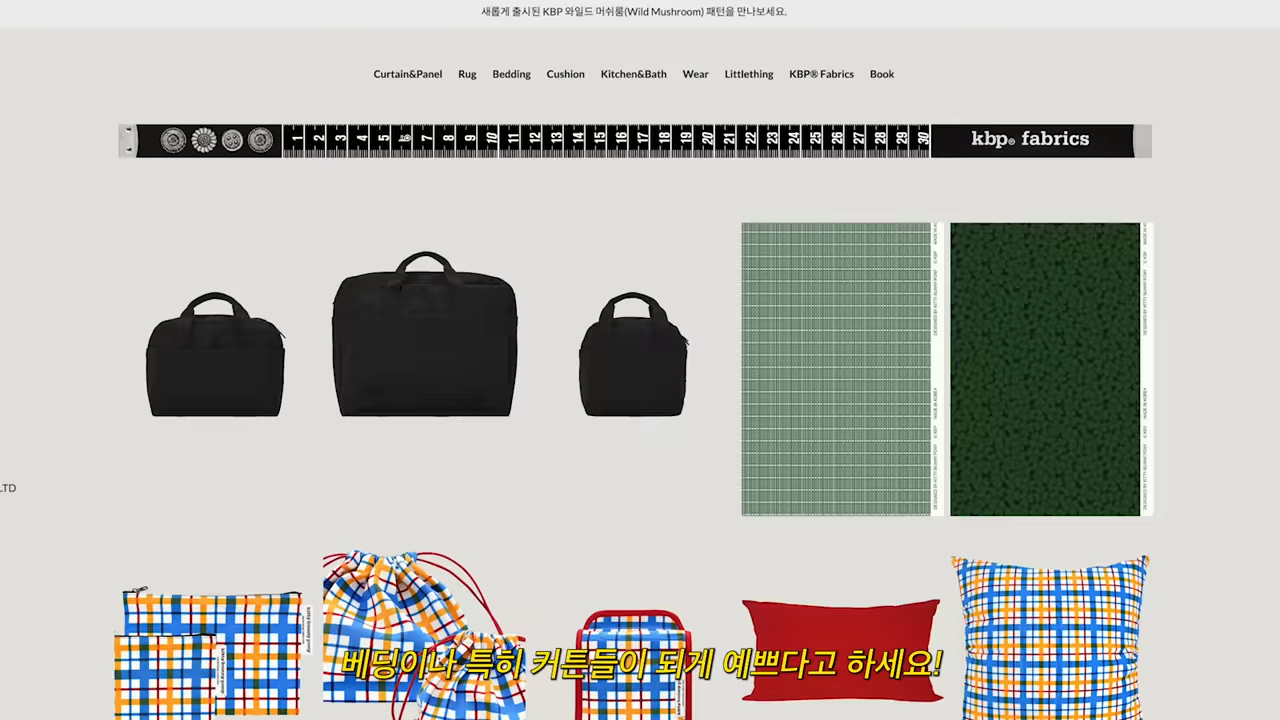 새롭게 출시된 KBP 와일드 머쉬룸(Wild Mushroom) 패턴을 만나보세요.
Curtain&Panel Rug Bedding Cushion Kitchen&Bath Wear Littlething KBP® Fabrics Book
1 2 3 4 5 6 7 8 9 10 11 12 13 14 15 16 17 18 19 20 21 22 23 24 25 26 27 28 29 30 kbp® fabrics
LTD
베딩이나 특히 커튼들이 되게 예쁘다고 하세요!